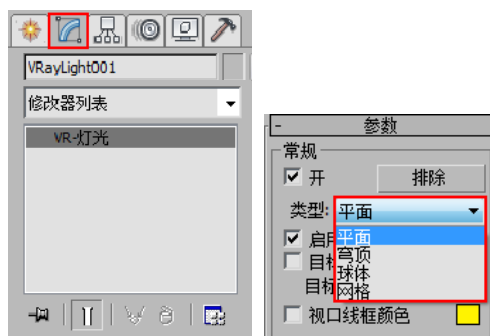 VRayLight001
修改器列表
VR-灯光
参数
常规
开
排除
类型: 平面
启用
平面
目标
穹顶
球体
目标
网格
视口线框颜色